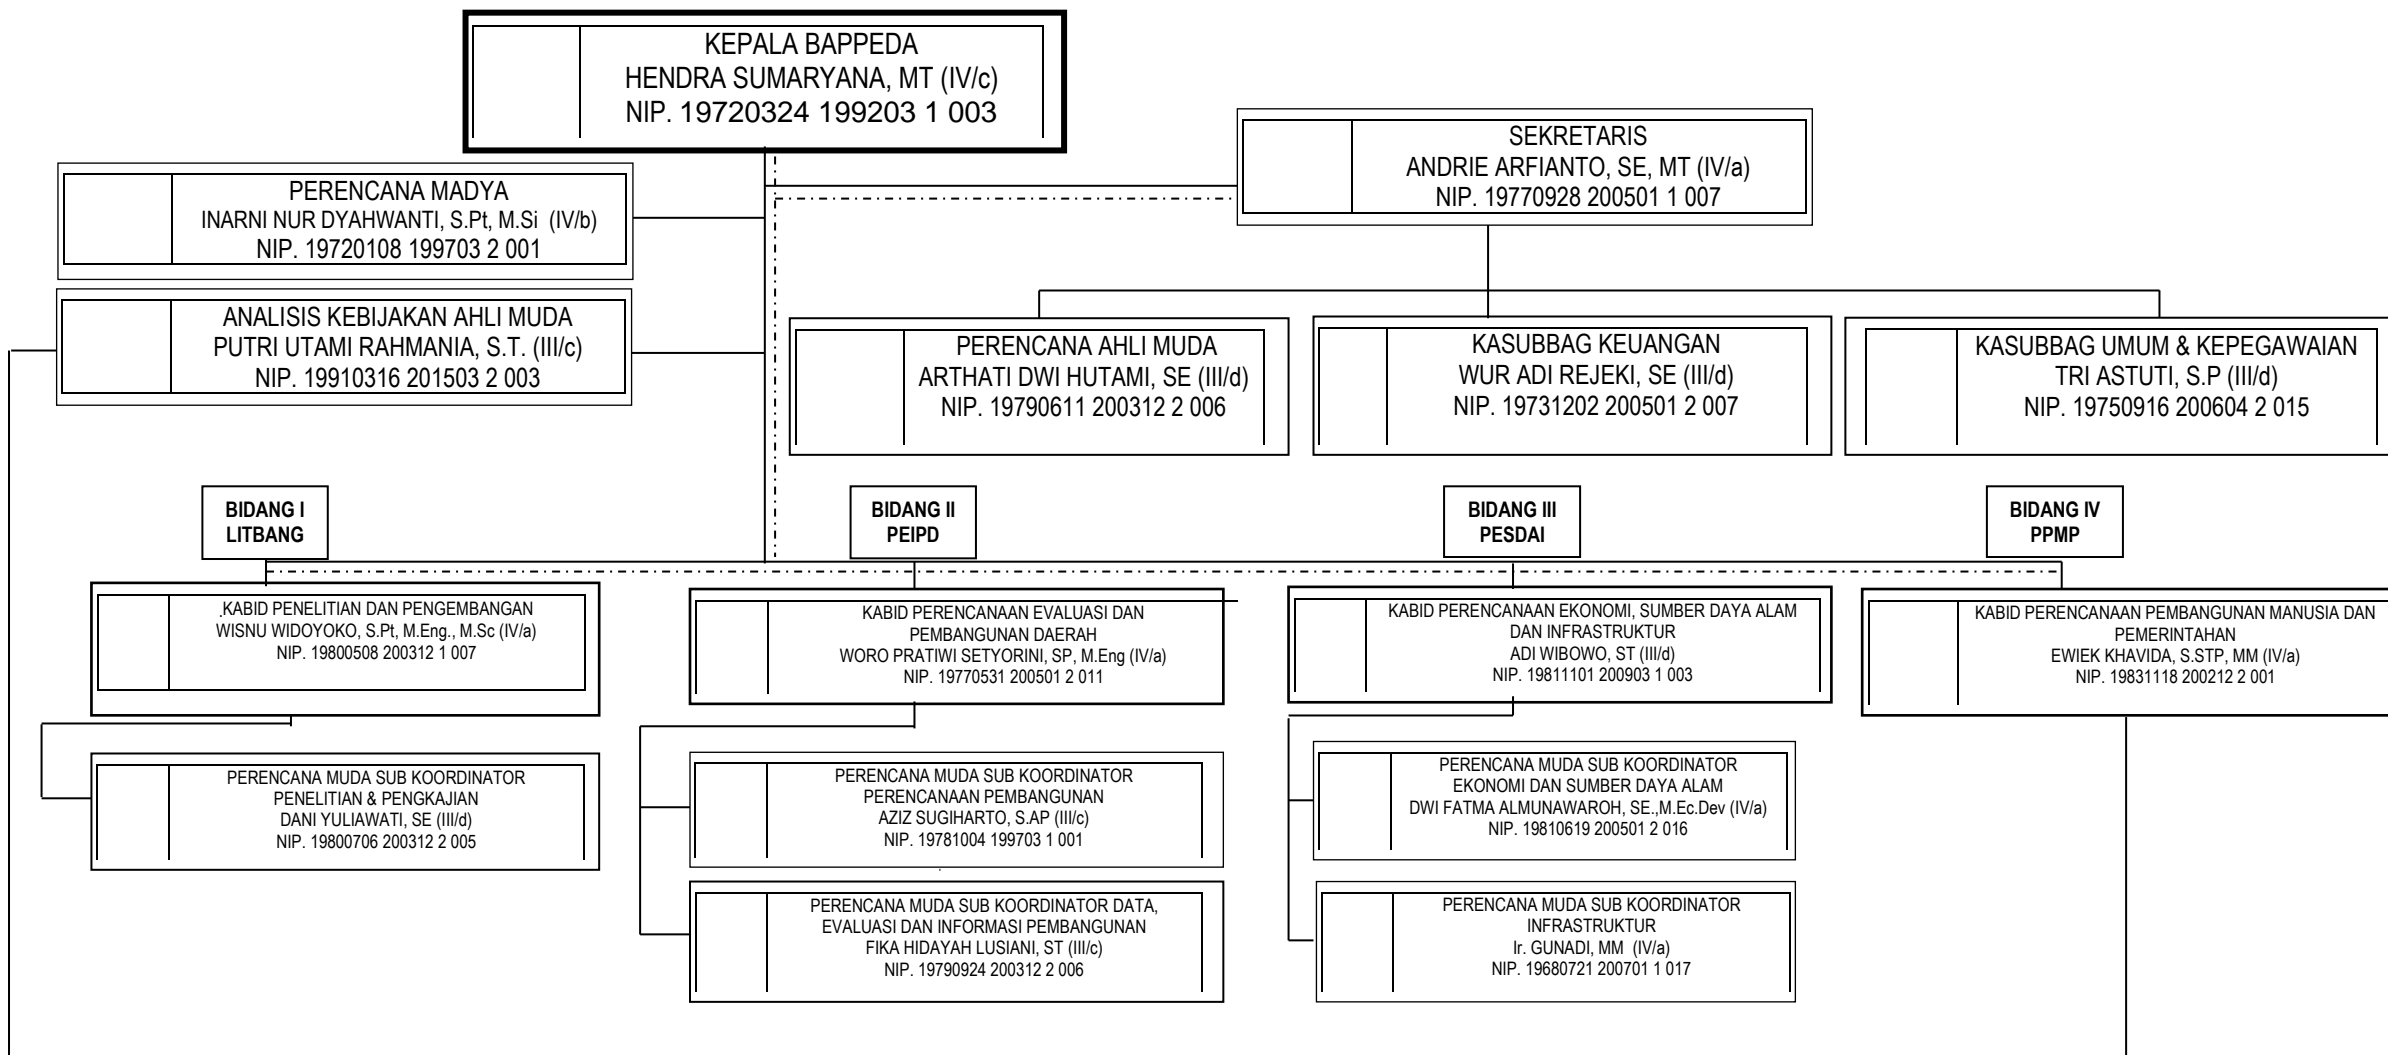 KEPALA BAPPEDA
HENDRA SUMARYANA, MT (IV/c)
NIP. 19720324 199203 1 003
SEKRETARIS
ANDRIE ARFIANTO, SE, MT (IV/a)
NIP. 19770928 200501 1 007
PERENCANA MADYA
INARNI NUR DYAHWANTI, S.Pt, M.Si (IV/b)
NIP. 19720108 199703 2 001
ANALISIS KEBIJAKAN AHLI MUDA
PUTRI UTAMI RAHMANIA, S.T. (III/c)
NIP. 19910316 201503 2 003
PERENCANA AHLI MUDA
ARTHATI DWI HUTAMI, SE (III/d)
NIP. 19790611 200312 2 006
KASUBBAG KEUANGAN
WUR ADI REJEKI, SE (III/d)
NIP. 19731202 200501 2 007
KASUBBAG UMUM & KEPEGAWAIAN
TRI ASTUTI, S.P (III/d)
NIP. 19750916 200604 2 015
BIDANG I
LITBANG
BIDANG II
PEIPD
BIDANG III
PESDAI
BIDANG IV
PPMP
.KABID PENELITIAN DAN PENGEMBANGAN
WISNU WIDOYOKO, S.Pt, M.Eng., M.Sc (IV/a)
NIP. 19800508 200312 1 007
KABID PERENCANAAN EVALUASI DAN
PEMBANGUNAN DAERAH
WORO PRATIWI SETYORINI, SP, M.Eng (IV/a)
NIP. 19770531 200501 2 011
KABID PERENCANAAN EKONOMI, SUMBER DAYA ALAM
DAN INFRASTRUKTUR
ADI WIBOWO, ST (III/d)
NIP. 19811101 200903 1 003
KABID PERENCANAAN PEMBANGUNAN MANUSIA DAN
PEMERINTAHAN
EWIEK KHAVIDA, S.STP, MM (IV/a)
NIP. 19831118 200212 2 001
PERENCANA MUDA SUB KOORDINATOR
PENELITIAN & PENGKAJIAN
DANI YULIAWATI, SE (III/d)
NIP. 19800706 200312 2 005
PERENCANA MUDA SUB KOORDINATOR
PERENCANAAN PEMBANGUNAN
AZIZ SUGIHARTO, S.AP (III/c)
NIP. 19781004 199703 1 001
PERENCANA MUDA SUB KOORDINATOR
EKONOMI DAN SUMBER DAYA ALAM
DWI FATMA ALMUNAWAROH, SE.,M.Ec.Dev (IV/a)
NIP. 19810619 200501 2 016
PERENCANA MUDA SUB KOORDINATOR DATA,
EVALUASI DAN INFORMASI PEMBANGUNAN
FIKA HIDAYAH LUSIANI, ST (III/c)
NIP. 19790924 200312 2 006
PERENCANA MUDA SUB KOORDINATOR
INFRASTRUKTUR
Ir. GUNADI, MM (IV/a)
NIP. 19680721 200701 1 017